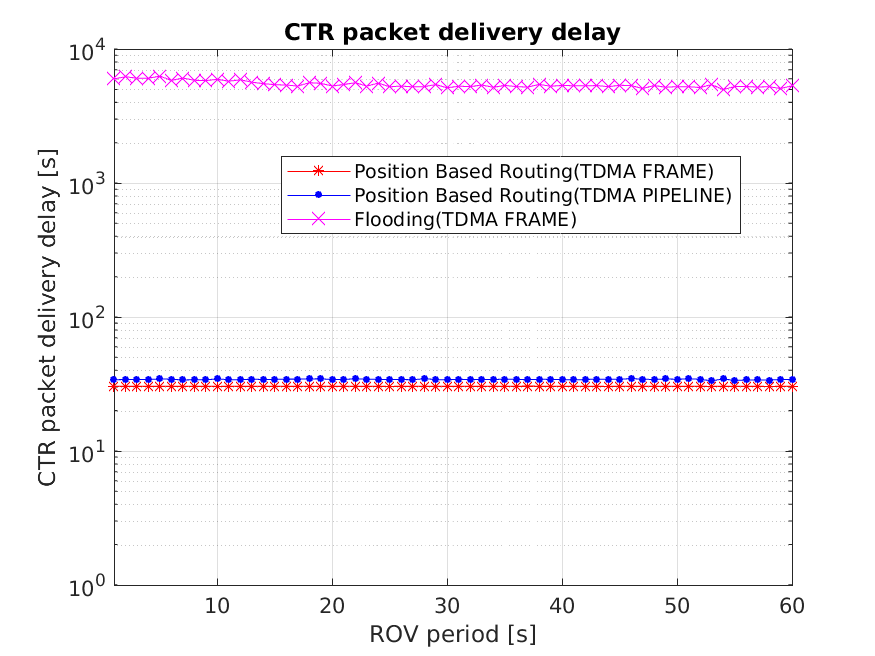 CTR packet delivery delay
10^4
10^3
10^2
10^1
10^0
CTR packet delivery delay [s]
Position Based Routing(TDMA FRAME)
Position Based Routing(TDMA PIPELINE)
Flooding(TDMA FRAME)
10 20 30 40 50 60
ROV period [s]